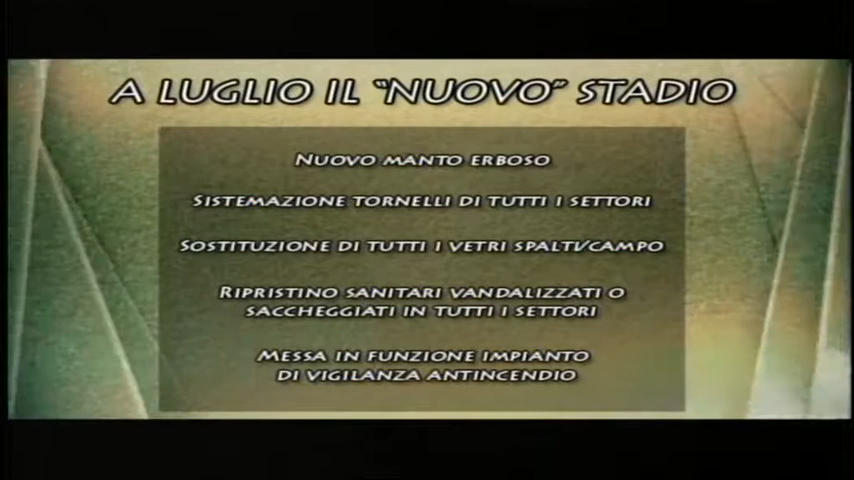 A LUGLIO IL “NUOVO” STADIO
NUOVO MANTO ERBOSO
SISTEMAZIONE TORNELLI DI TUTTI I SETTORI
SOSTITUZIONE DI TUTTI I VETRI SPALTI/CAMPO
RIPRISTINO SANITARI VANDALIZZATI O
SACCHEGGIATI IN TUTTI I SETTORI
MESSA IN FUNZIONE IMPIANTO
DI VIGILANZA ANTINCENDIO